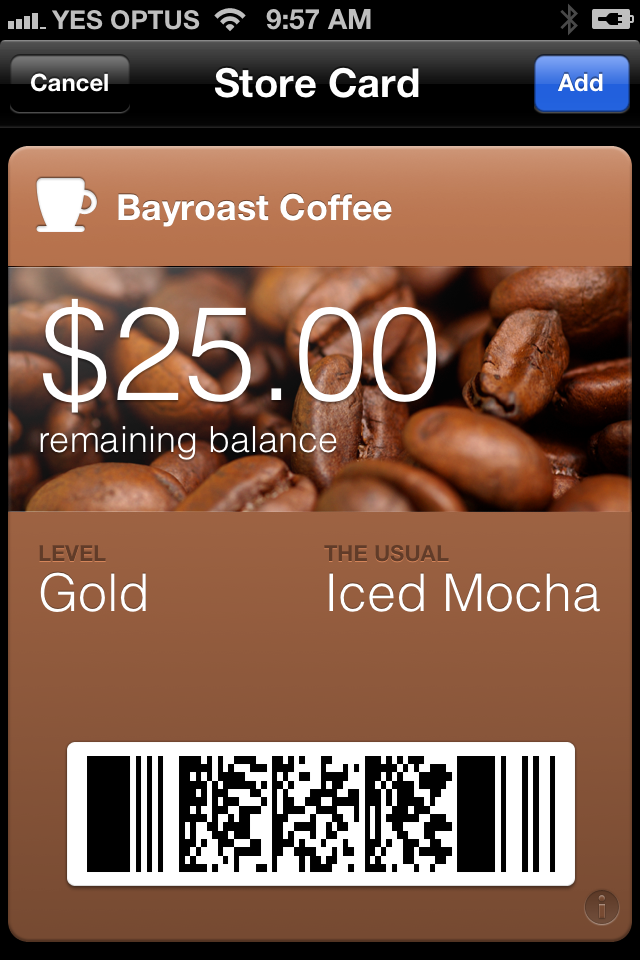 YES OPTUS 9:57 AM
Cancel Store Card Add
Bayroast Coffee
$25.00
remaining balance
LEVEL THE USUAL
Gold Iced Mocha
i